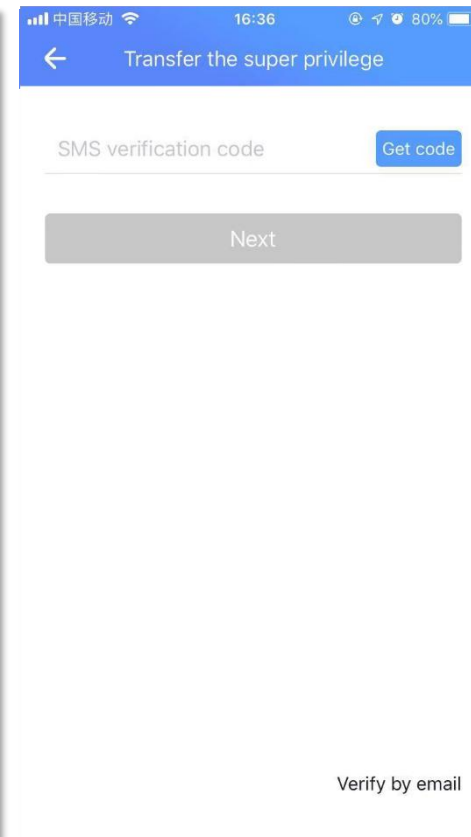 中国移动 16:36 80%
Transfer the super privilege
SMS verification code Get code
Next
Verify by email